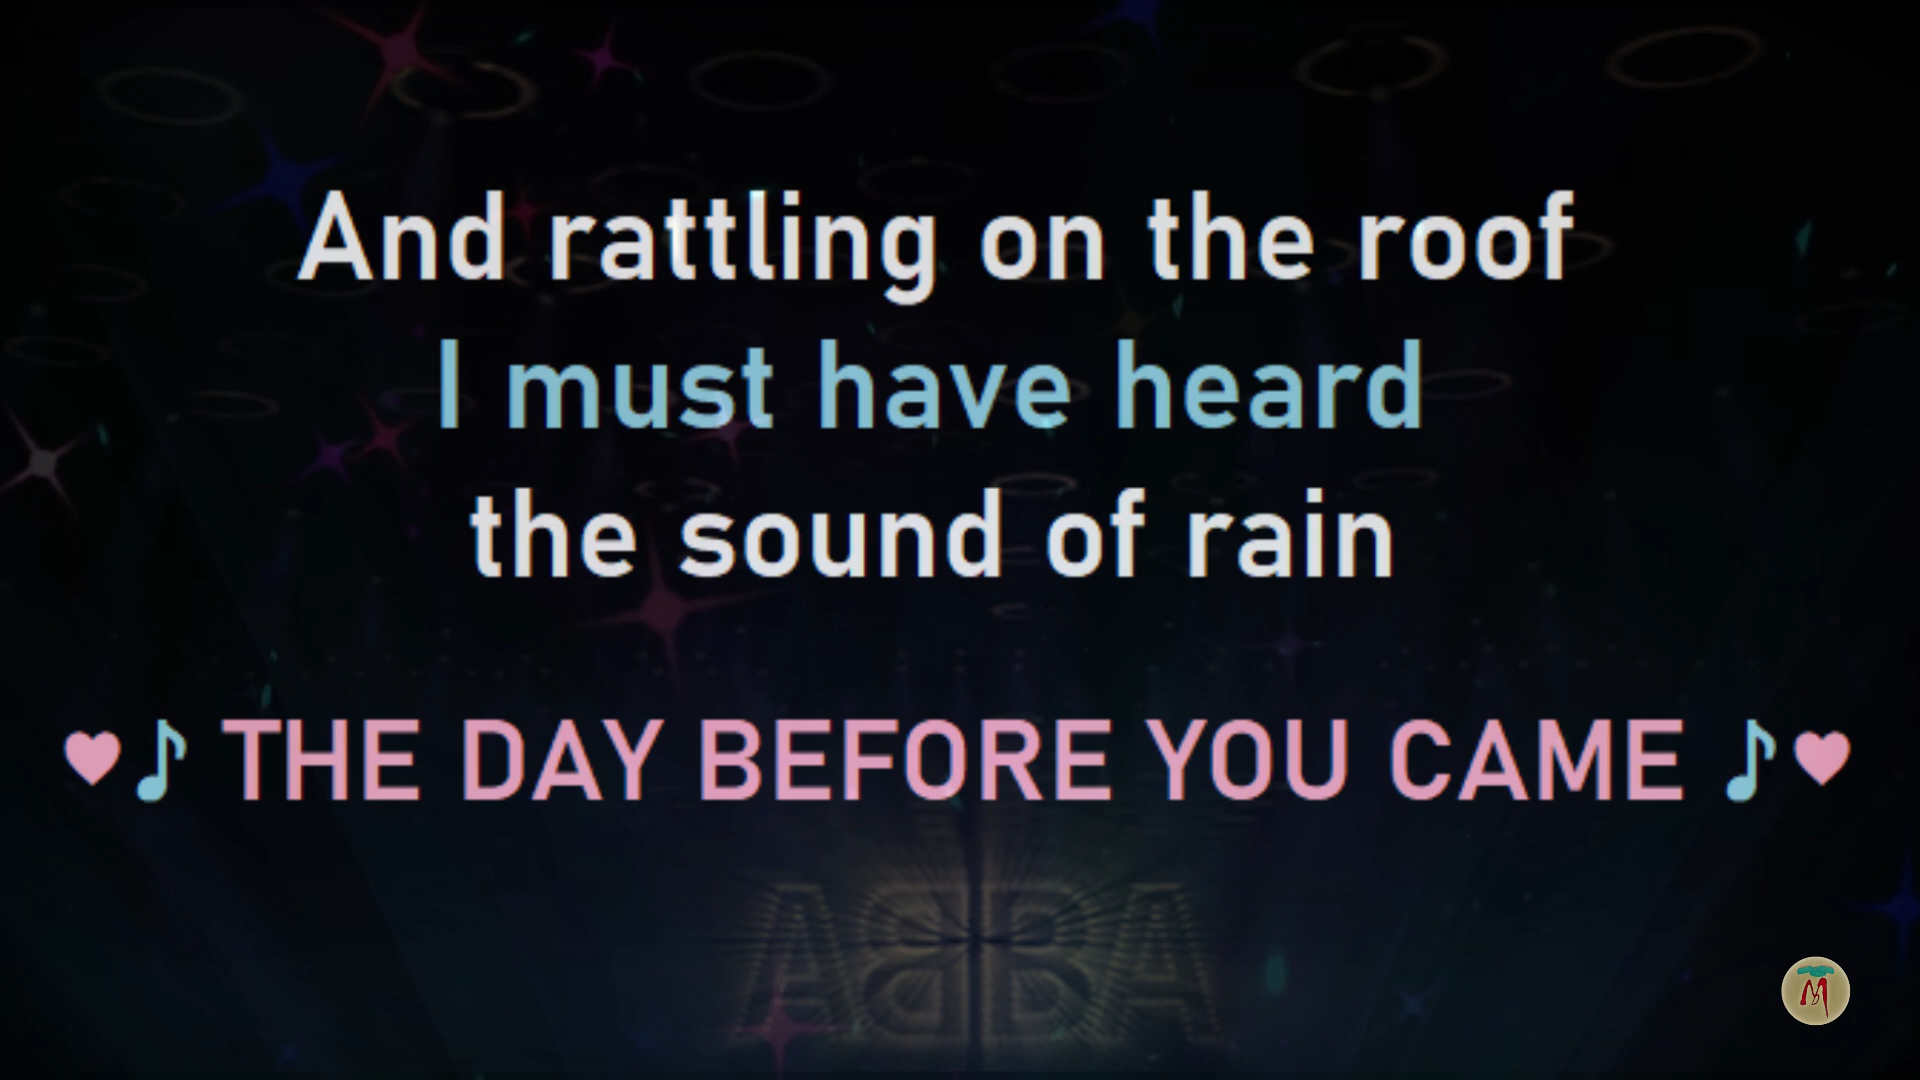 And rattling on the roof
I must have heard
the sound of rain
♥♪ THE DAY BEFORE YOU CAME ♪♥
ABBA